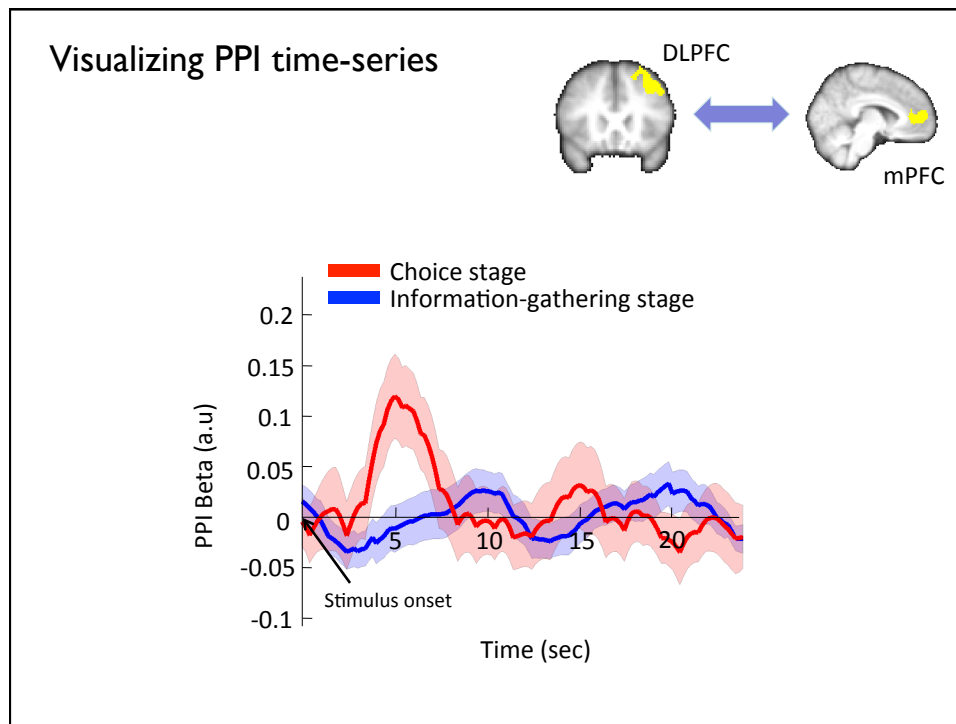 Visualizing PPI time-series
DLPFC
mPFC
Choice stage
Information-gathering stage
0.2
0.15
0.1
0.05
0
-0.05
-0.1
PPI Beta (a.u)
5
10
15
20
Stimulus onset
Time (sec)